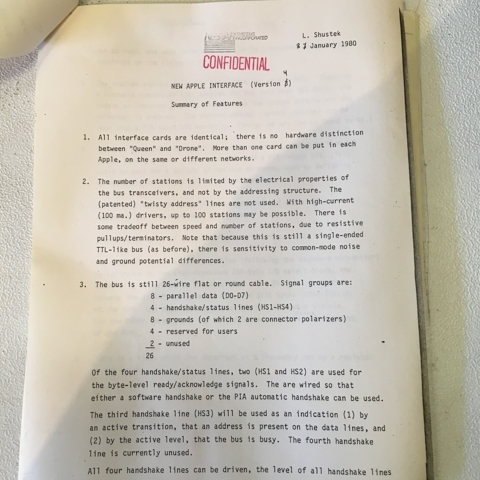 NESTAR SYSTEMS INCORPORATED
L. Shustek
January 1980
CONFIDENTIAL
4
NEW APPLE INTERFACE (Version )
Summary of Features
1. All interface cards are identical; there is no hardware distinction
between "Queen" and "Drone". More than one card can be put in each
Apple, on the same or different networks.
2. The number of stations is limited by the electrical properties of
the bus transceivers, and not by the addressing structure. The
(patented) "twisty address" lines are not used. With high-current
(100 ma.) drivers, up to 100 stations may be possible. There is
some tradeoff between speed and number of stations, due to resistive
pullups/terminators. Note that because this is still a single-ended
TTL-like bus (as before), there is sensitivity to common-mode noise
and ground potential differences.
3. The bus is still 26-wire flat or round cable. Signal groups are:
8 - parallel data (D0-D7)
4 - handshake/status lines (HS1-HS4)
8 - grounds (of which 2 are connector polarizers)
4 - reserved for users
2 - unused
26
Of the four handshake/status lines, two (HS1 and HS2) are used for
the byte-level ready/acknowledge signals. The are wired so that
either a software handshake or the PIA automatic handshake can be used.
The third handshake line (HS3) will be used as an indication (1) by
an active transition, that an address is present on the data lines, and
(2) by the active level, that the bus is busy. The fourth handshake
line is currently unused.
All four handshake lines can be driven, the level of all handshake lines